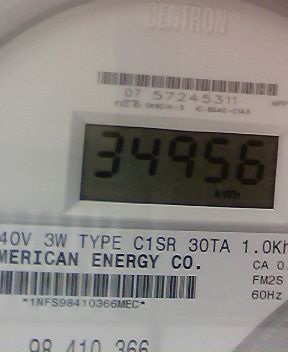 CENTRON®
07 57245311
34956
kWh
40V 3W TYPE C1SR 30TA 1.0Kh
MERICAN ENERGY CO.
CA 0.
FM2S
60Hz
*1NFS98410366MEC*
98 410 366